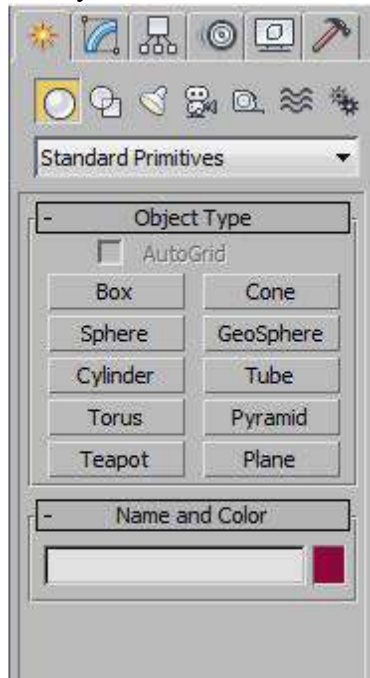 Standard Primitives
- Object Type
AutoGrid
Box Cone
Sphere GeoSphere
Cylinder Tube
Torus Pyramid
Teapot Plane
- Name and Color